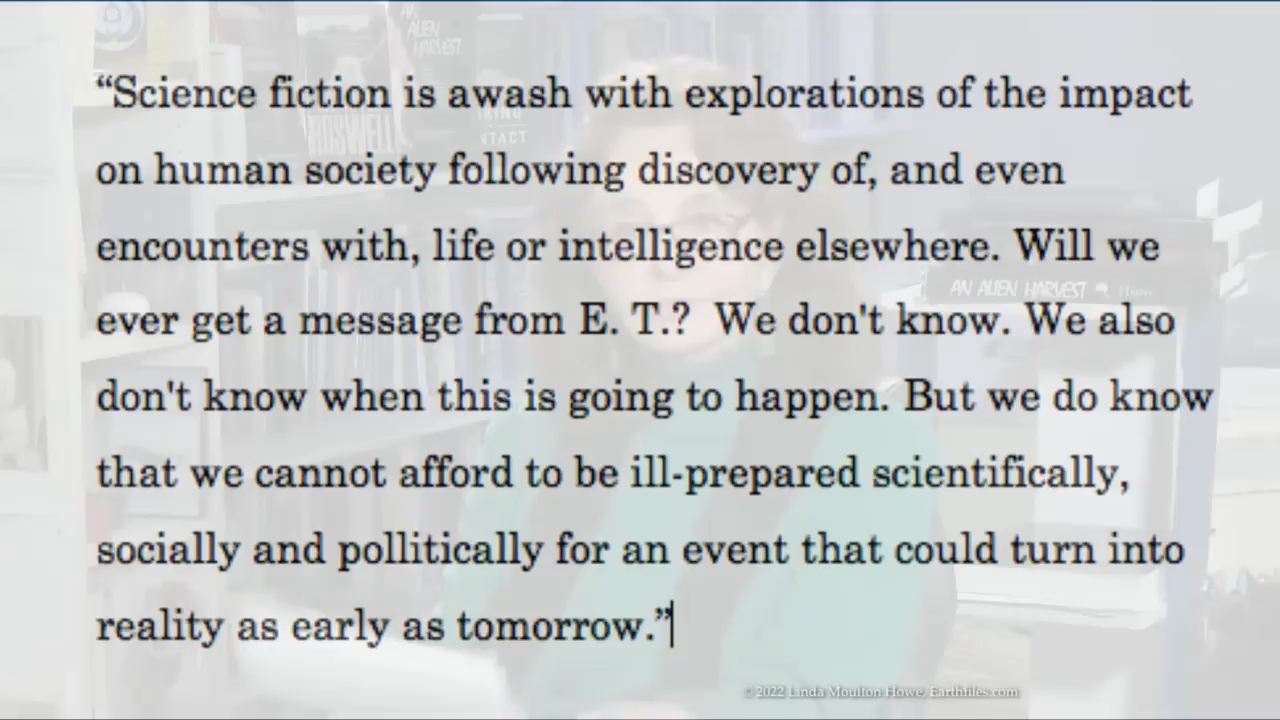 AN
ALIEN
HARVEST
ROSWELL
“Science fiction is awash with explorations of the impact
on human society following discovery of, and even
encounters with, life or intelligence elsewhere. Will we
AN ALIEN HARVEST
ever get a message from E. T.?  We don't know. We also
don't know when this is going to happen. But we do know
that we cannot afford to be ill-prepared scientifically,
socially and pollitically for an event that could turn into
reality as early as tomorrow.”
© 2022 Linda Moulton Howe, Earthfiles.com